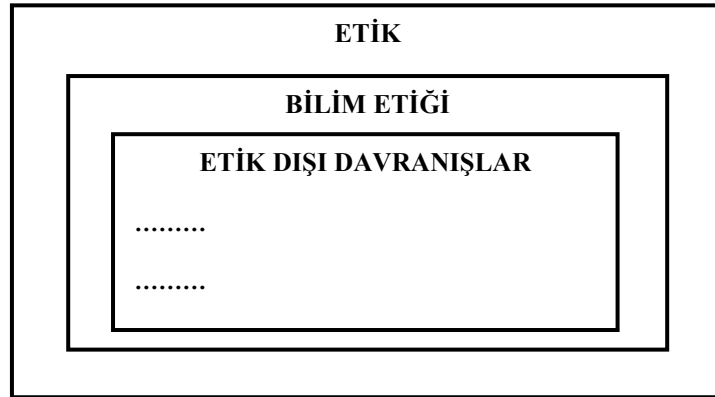 ETİK
BİLİM ETİĞİ
ETİK DIŞI DAVRANIŞLAR
.........
.........